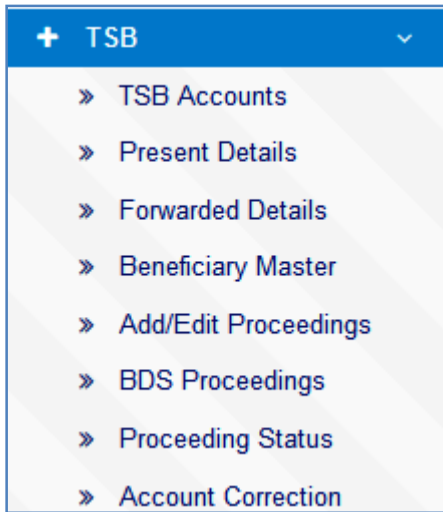 TSB
TSB Accounts
Present Details
Forwarded Details
Beneficiary Master
Add/Edit Proceedings
BDS Proceedings
Proceeding Status
Account Correction